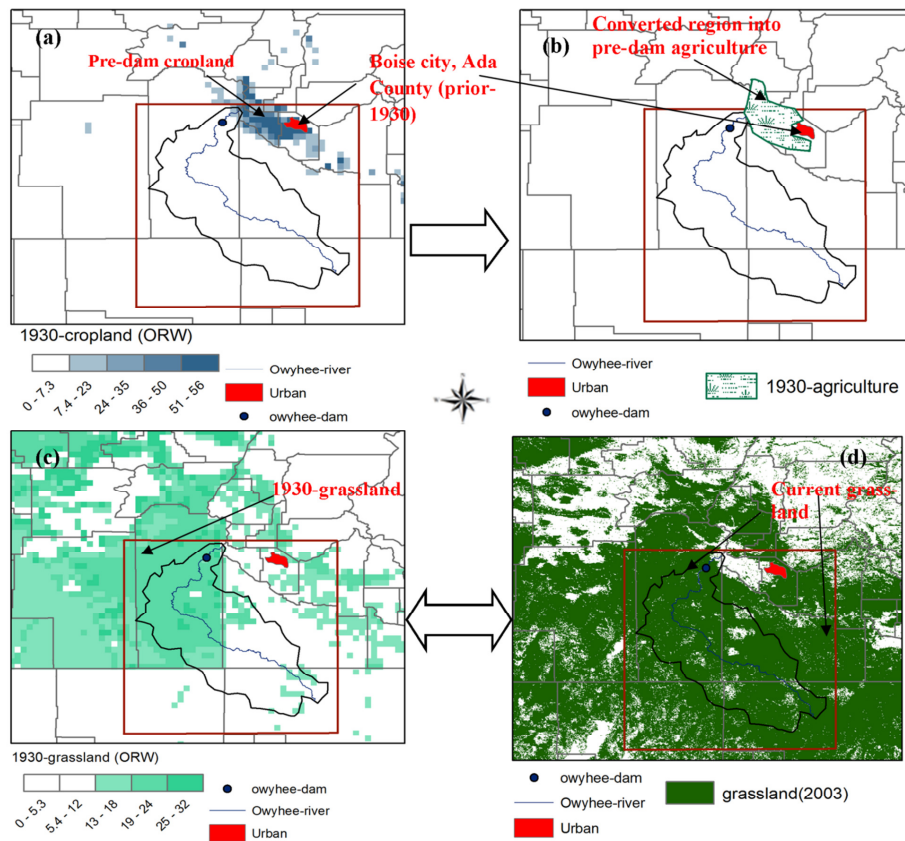 (a)
Pre-dam cropland
Boise city, Ada
County (prior-
1930)
(b)
Converted region into
pre-dam agriculture
1930-cropland (ORW)
0 - 7.3
7.4 - 23
24 - 35
36 - 50
51 - 56
Owyhee-river
Urban
owyhee-dam
Owyhee-river
Urban
owyhee-dam
1930-agriculture
(c)
1930-grassland
(d)
Current grass
land
1930-grassland (ORW)
0 - 5.3
5.4 - 12
13 - 18
19 - 24
25 - 32
owyhee-dam
Owyhee-river
Urban
owyhee-dam
Owyhee-river
Urban
grassland(2003)